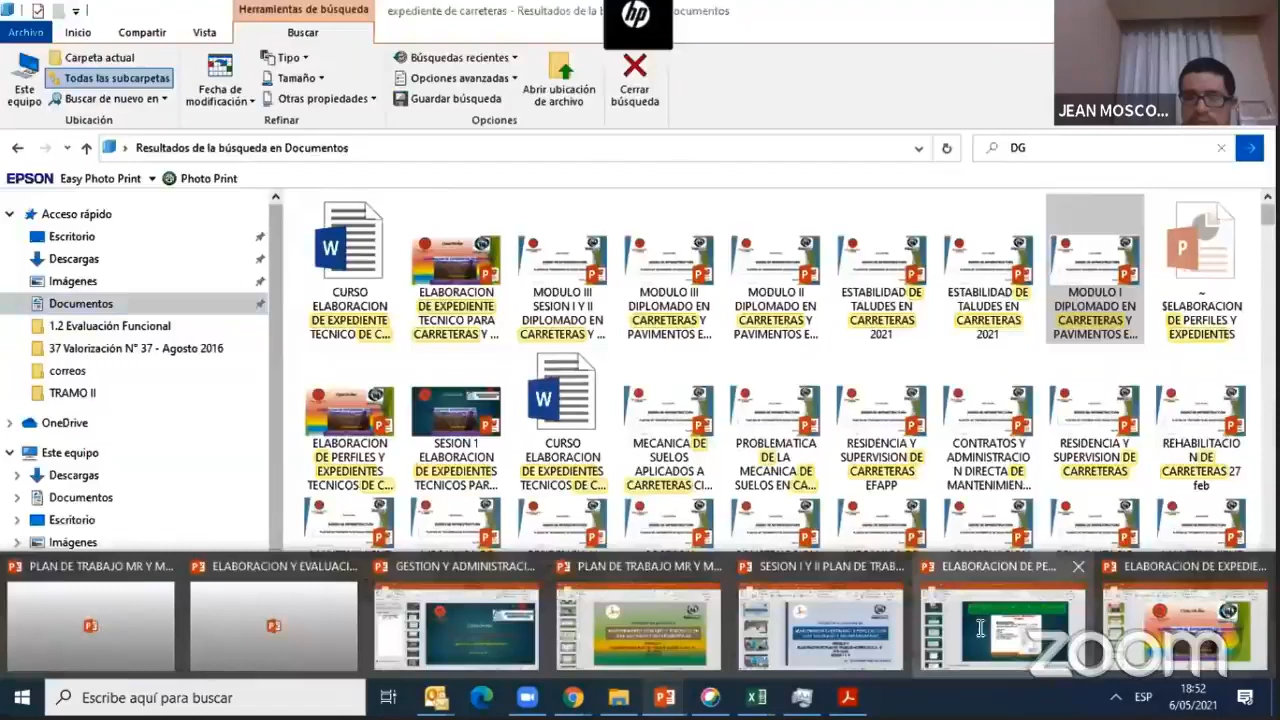 Herramientas de búsqueda
expediente de carreteras - Resultados de la b
ocumentos
hp
Archivo
Inicio
Compartir
Vista
Buscar
Este equipo
Carpeta actual
Todas las subcarpetas
Buscar de nuevo en
Ubicación
Fecha de modificación
Tipo
Tamaño
Otras propiedades
Refinar
Búsquedas recientes
Opciones avanzadas
Guardar búsqueda
Abrir ubicación de archivo
Opciones
Cerrar búsqueda
JEAN MOSCO...
Resultados de la búsqueda en Documentos
DG
EPSON Easy Photo Print
Photo Print
Acceso rápido
Escritorio
Descargas
Imágenes
Documentos
1.2 Evaluación Funcional
37 Valorización N° 37 - Agosto 2016
correos
TRAMO II
OneDrive
Este equipo
Descargas
Documentos
Escritorio
Imágenes
CURSO
ELABORACION
DE EXPEDIENTE
TECNICO DE C...
ELABORACION
DE EXPEDIENTE
TECNICO PARA
CARRETERAS Y ...
MODULO III
SESION I Y II
DIPLOMADO EN
CARRETERAS Y ...
MODULO III
DIPLOMADO EN
CARRETERAS Y
PAVIMENTOS E...
MODULO II
DIPLOMADO EN
CARRETERAS Y
PAVIMENTOS E...
ESTABILIDAD DE
TALUDES EN
CARRETERAS
2021
ESTABILIDAD DE
TALUDES EN
CARRETERAS
2021
MODULO I
DIPLOMADO EN
CARRETERAS Y
PAVIMENTOS E...
~
$ELABORACION
DE PERFILES Y
EXPEDIENTES
ELABORACION
DE PERFILES Y
EXPEDIENTES
TECNICOS DE C...
SESION 1
ELABORACION
DE EXPEDIENTES
TECNICOS PAR...
CURSO
ELABORACION
DE EXPEDIENTES
TECNICOS DE C...
MECANICA DE
SUELOS
APLICADOS A
CARRETERAS CI...
PROBLEMATICA
DE LA
MECANICA DE
SUELOS EN CA...
RESIDENCIA Y
SUPERVISION DE
CARRETERAS
EFAPP
CONTRATOS Y
ADMINISTRACIO
N DIRECTA DE
MANTENIMIEN...
RESIDENCIA Y
SUPERVISION DE
CARRETERAS
REHABILITACIO
N DE
CARRETERAS 27
feb
PLAN DE TRABAJO MR Y M...
ELABORACION Y EVALUACI...
GESTION Y ADMINISTRACI...
PLAN DE TRABAJO MR Y M...
SESION I Y II PLAN DE TRAB...
ELABORACION DE PE...
ELABORACION DE EXPEDIE...
zoom
Escribe aquí para buscar
ESP
18:52
6/05/2021